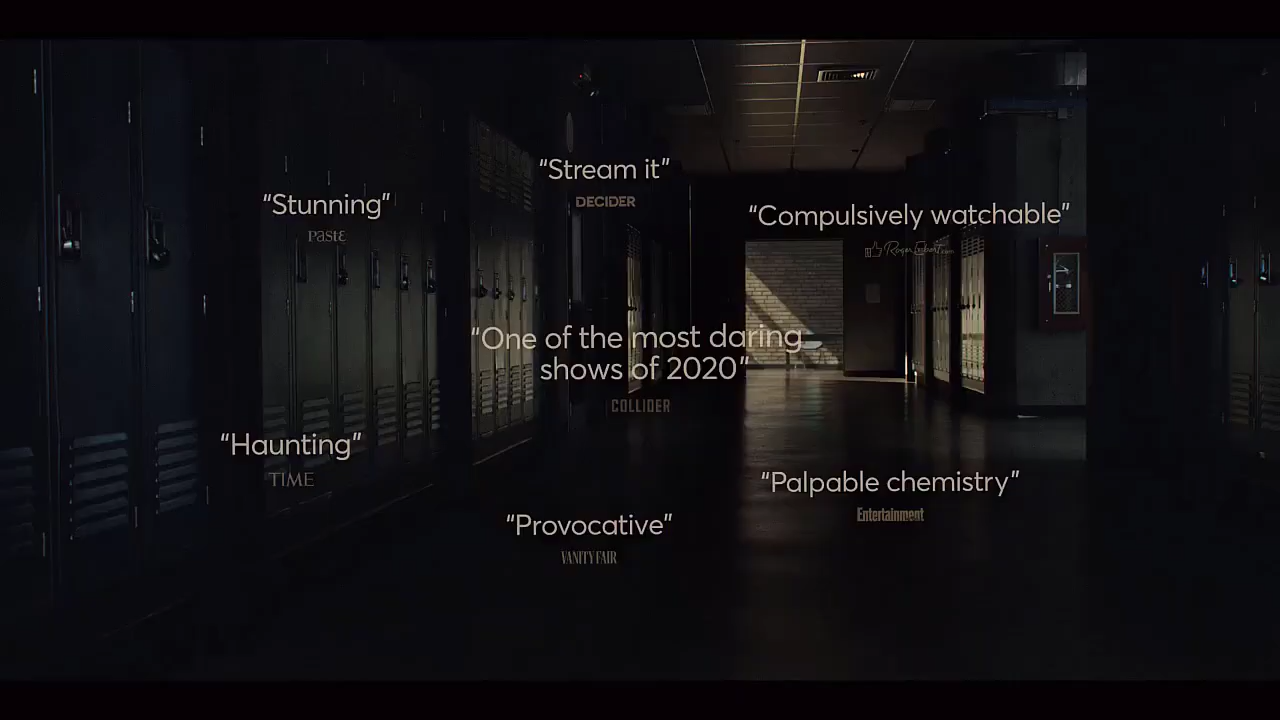 “Stream it”
DECIDER
“Stunning”
Paste
“Compulsively watchable”
RogerEbert.com
“One of the most daring
shows of 2020”
COLLIDER
“Haunting”
TIME
“Palpable chemistry”
Entertainment
“Provocative”
VANITY FAIR